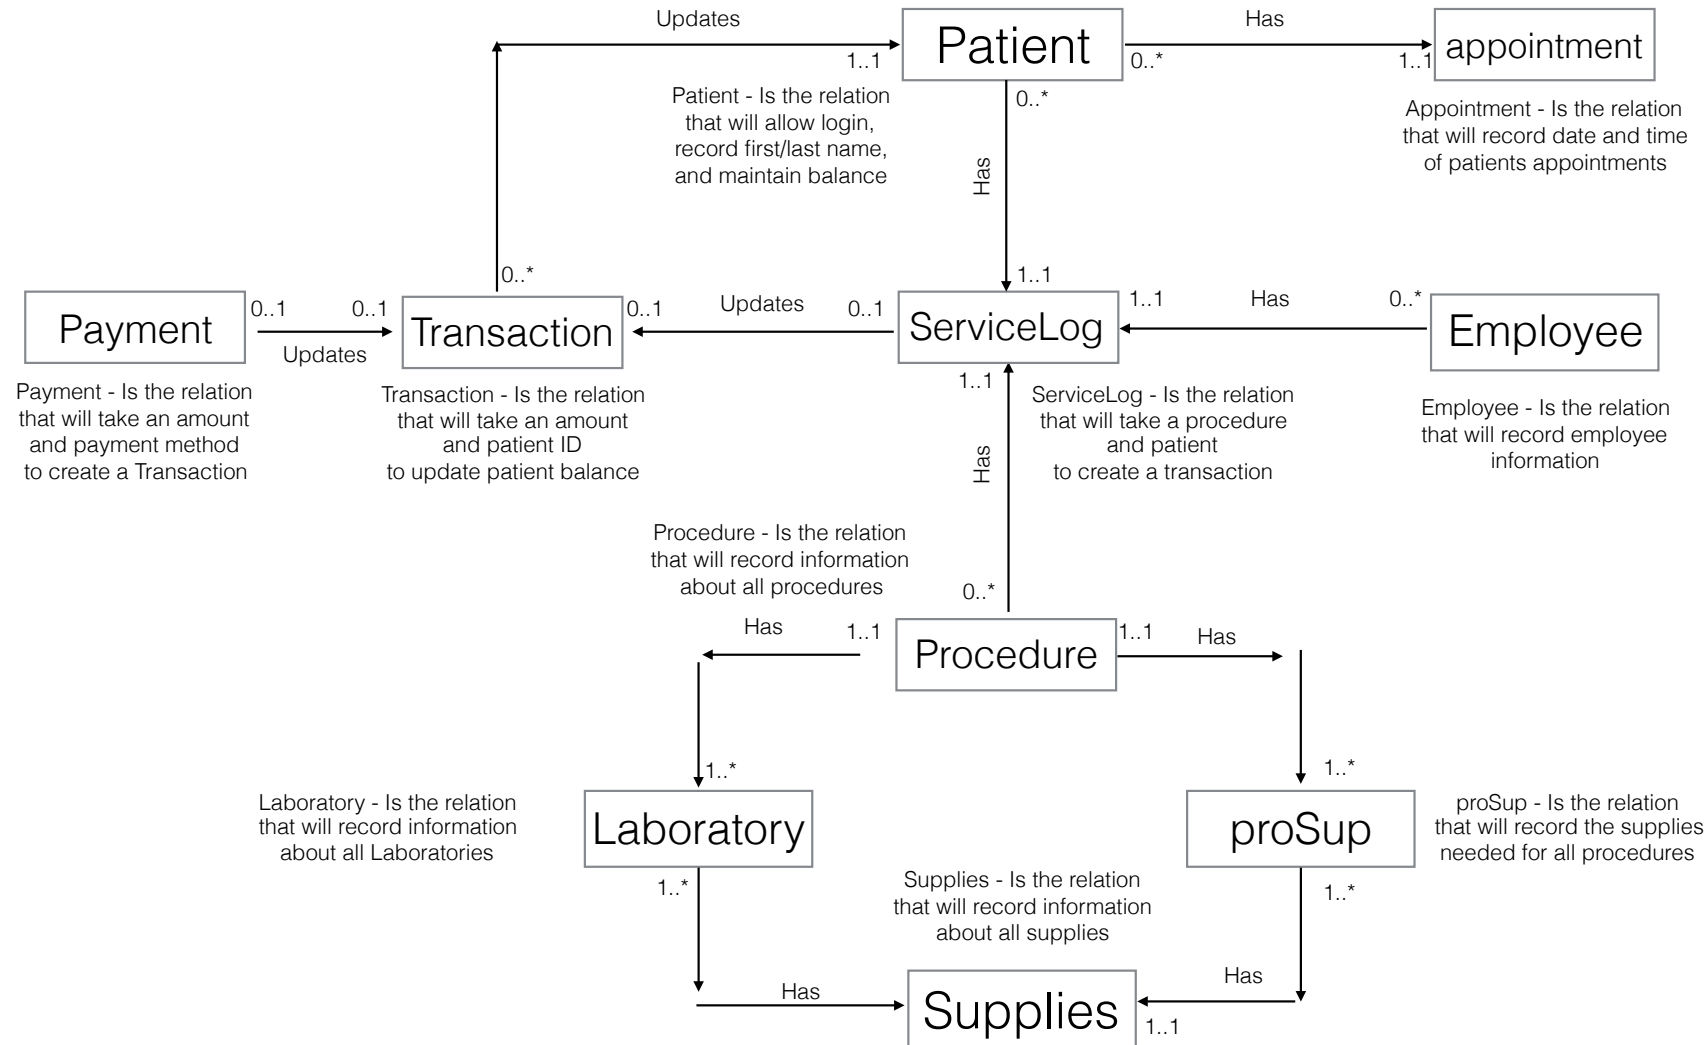 Updates
Has
Patient
appointment
1..1
0..*
1..1
Patient - Is the relation
that will allow login,
record first/last name,
and maintain balance
0..*
Has
Appointment - Is the relation
that will record date and time
of patients appointments
0..*
1..1
Payment
0..1
0..1
Updates
Transaction
0..1
Updates
0..1
ServiceLog
1..1
Has
0..*
Employee
Payment - Is the relation
that will take an amount
and payment method
to create a Transaction
Transaction - Is the relation
that will take an amount
and patient ID
to update patient balance
1..1
Has
ServiceLog - Is the relation
that will take a procedure
and patient
to create a transaction
Employee - Is the relation
that will record employee
information
Procedure - Is the relation
that will record information
about all procedures
0..*
Has
1..1
Procedure
1..1
Has
1..*
1..*
Laboratory - Is the relation
that will record information
about all Laboratories
Laboratory
proSup
proSup - Is the relation
that will record the supplies
needed for all procedures
1..*
Supplies - Is the relation
that will record information
about all supplies
1..*
Has
Supplies
Has
1..1